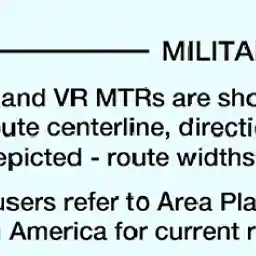 MILITA
and VR MTRs are sho
ute centerline, directi
epicted - route widths
users refer to Area Pla
America for current r